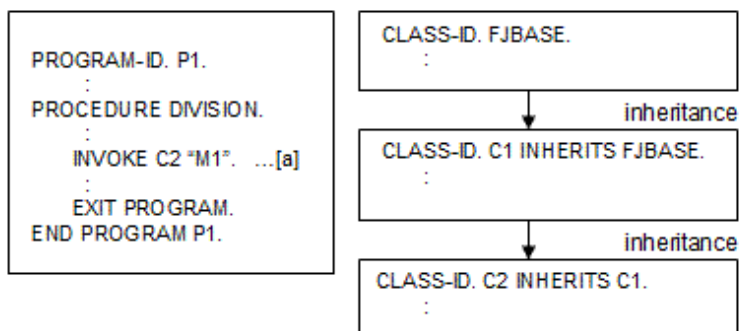 PROGRAM-ID. P1.
:
PROCEDURE DIVISION.
:
INVOKE C2 "M1". ...[a]
:
EXIT PROGRAM.
END PROGRAM P1.
CLASS-ID. FJBASE.
:
inheritance
CLASS-ID. C1 INHERITS FJBASE.
:
inheritance
CLASS-ID. C2 INHERITS C1.
: